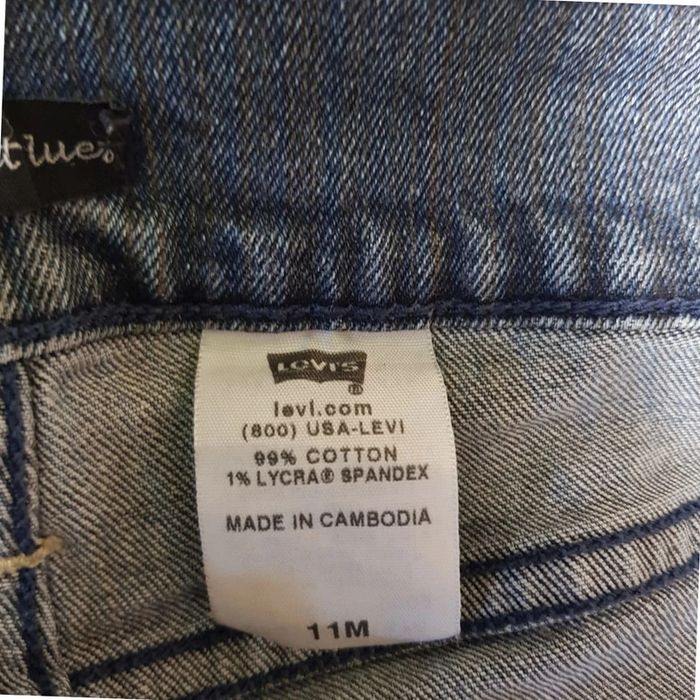 LEVI'S
levi.com
(800) USA-LEVI
99% COTTON
1% LYCRA® SPANDEX
MADE IN CAMBODIA
11M